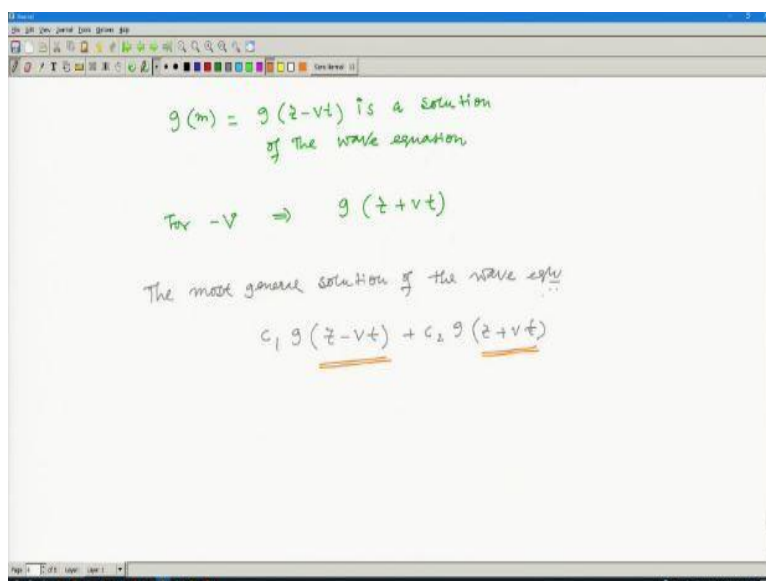 g(m) = g(z-vt) is a solution
of the wave equation
For -v ⇒ g(z+vt)
The most general solution of the wave eqn
c₁ g(z-vt) + c₂ g(z+vt)